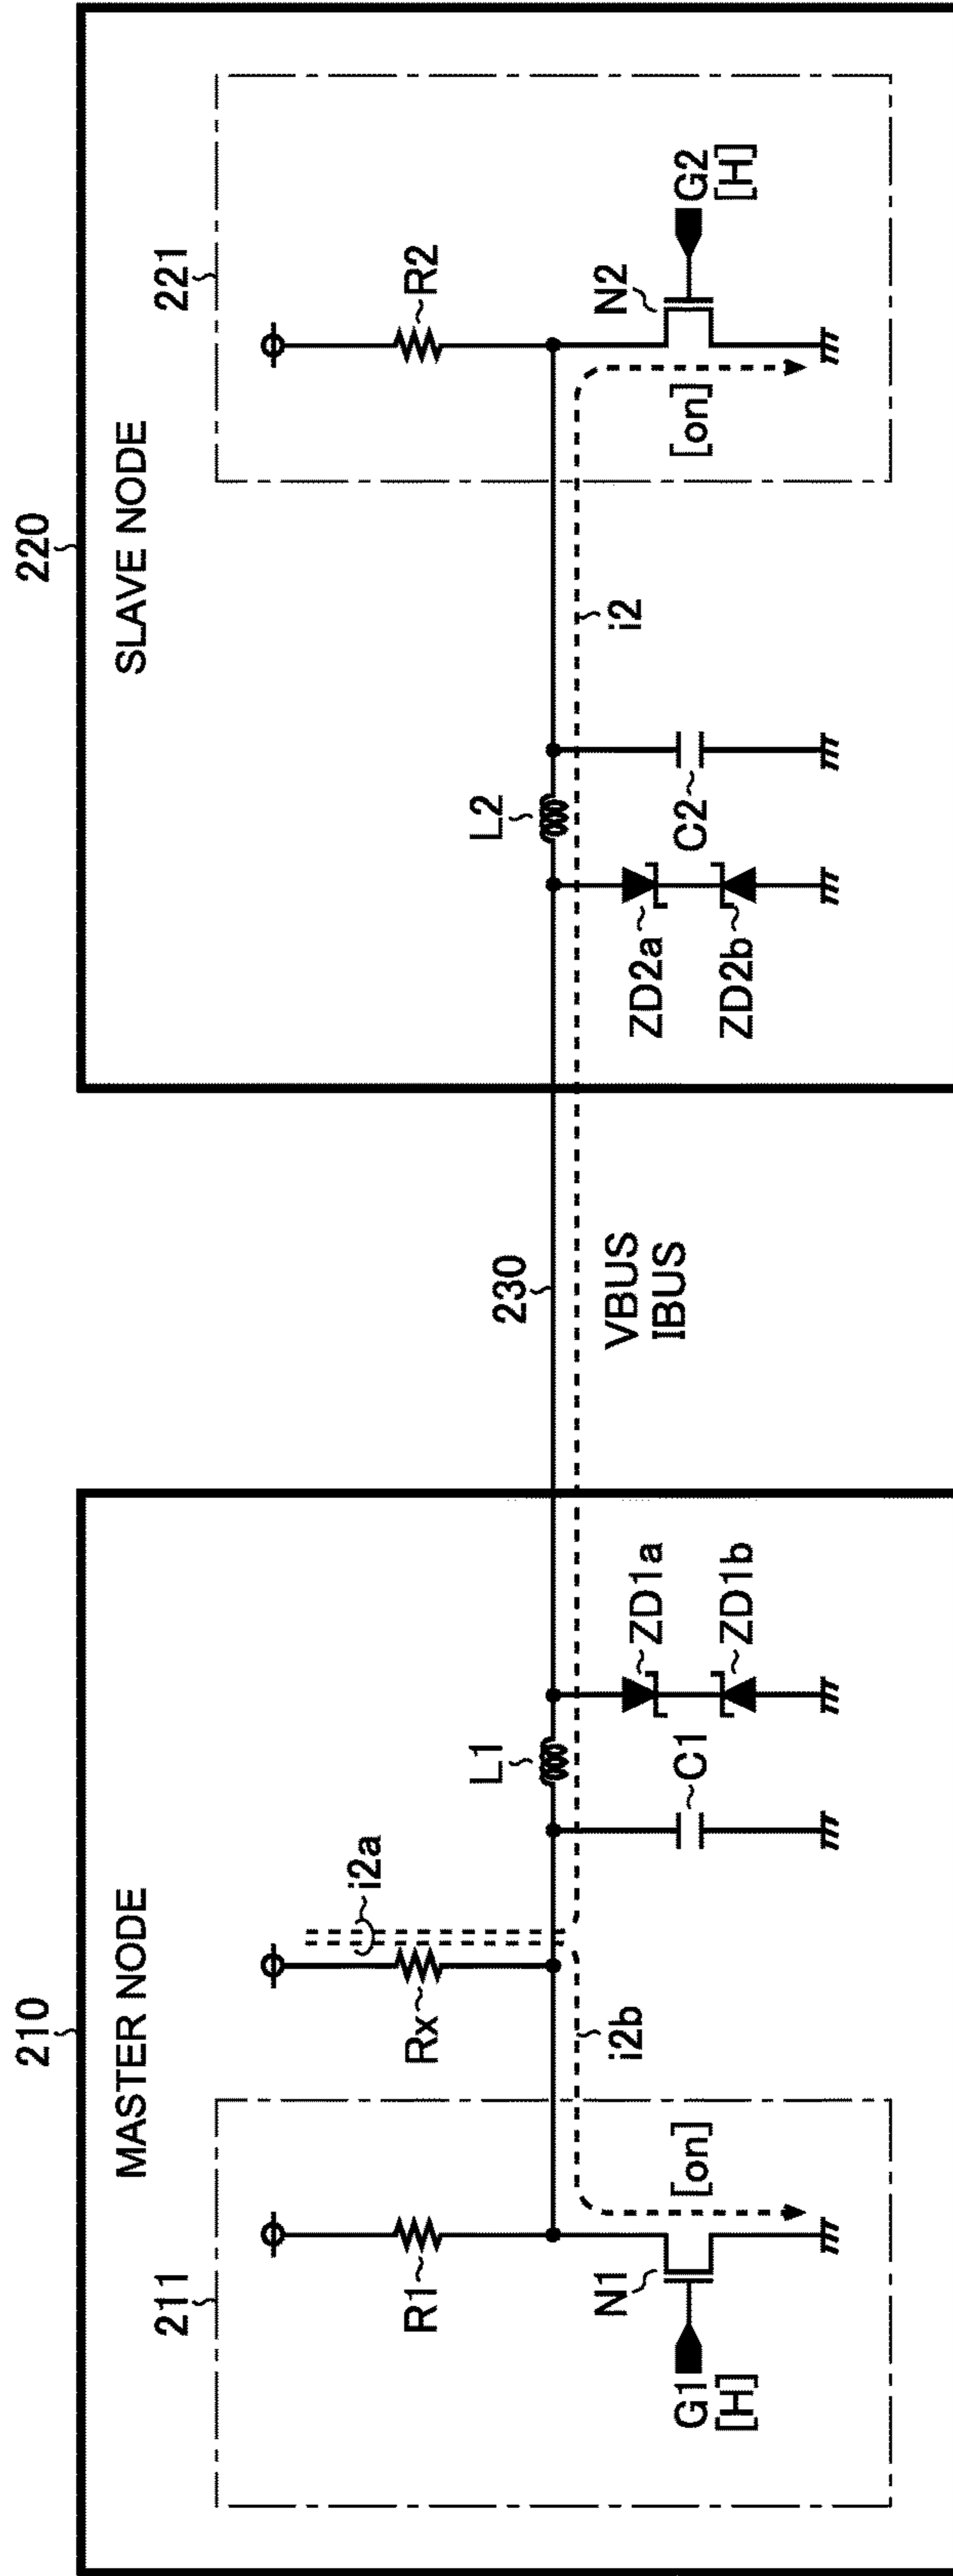 210
MASTER NODE
211
R1
N1
G1
[H]
[on]
Rx
i2a
i2b
L1
C1
ZD1a
ZD1b
230
VBUS
IBUS
220
SLAVE NODE
221
L2
ZD2a
ZD2b
C2
i2
R2
N2
[on]
G2
[H]